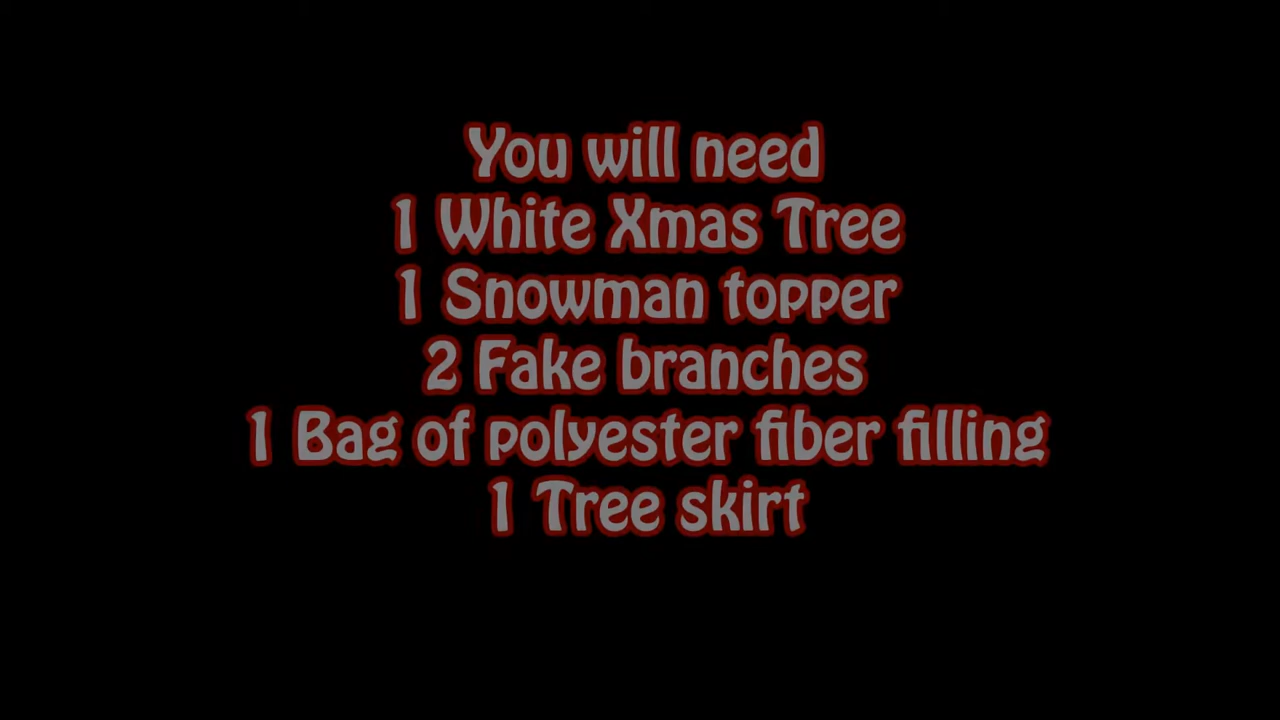 You will need
1 White Xmas Tree
1 Snowman topper
2 Fake branches
1 Bag of polyester fiber filling
1 Tree skirt